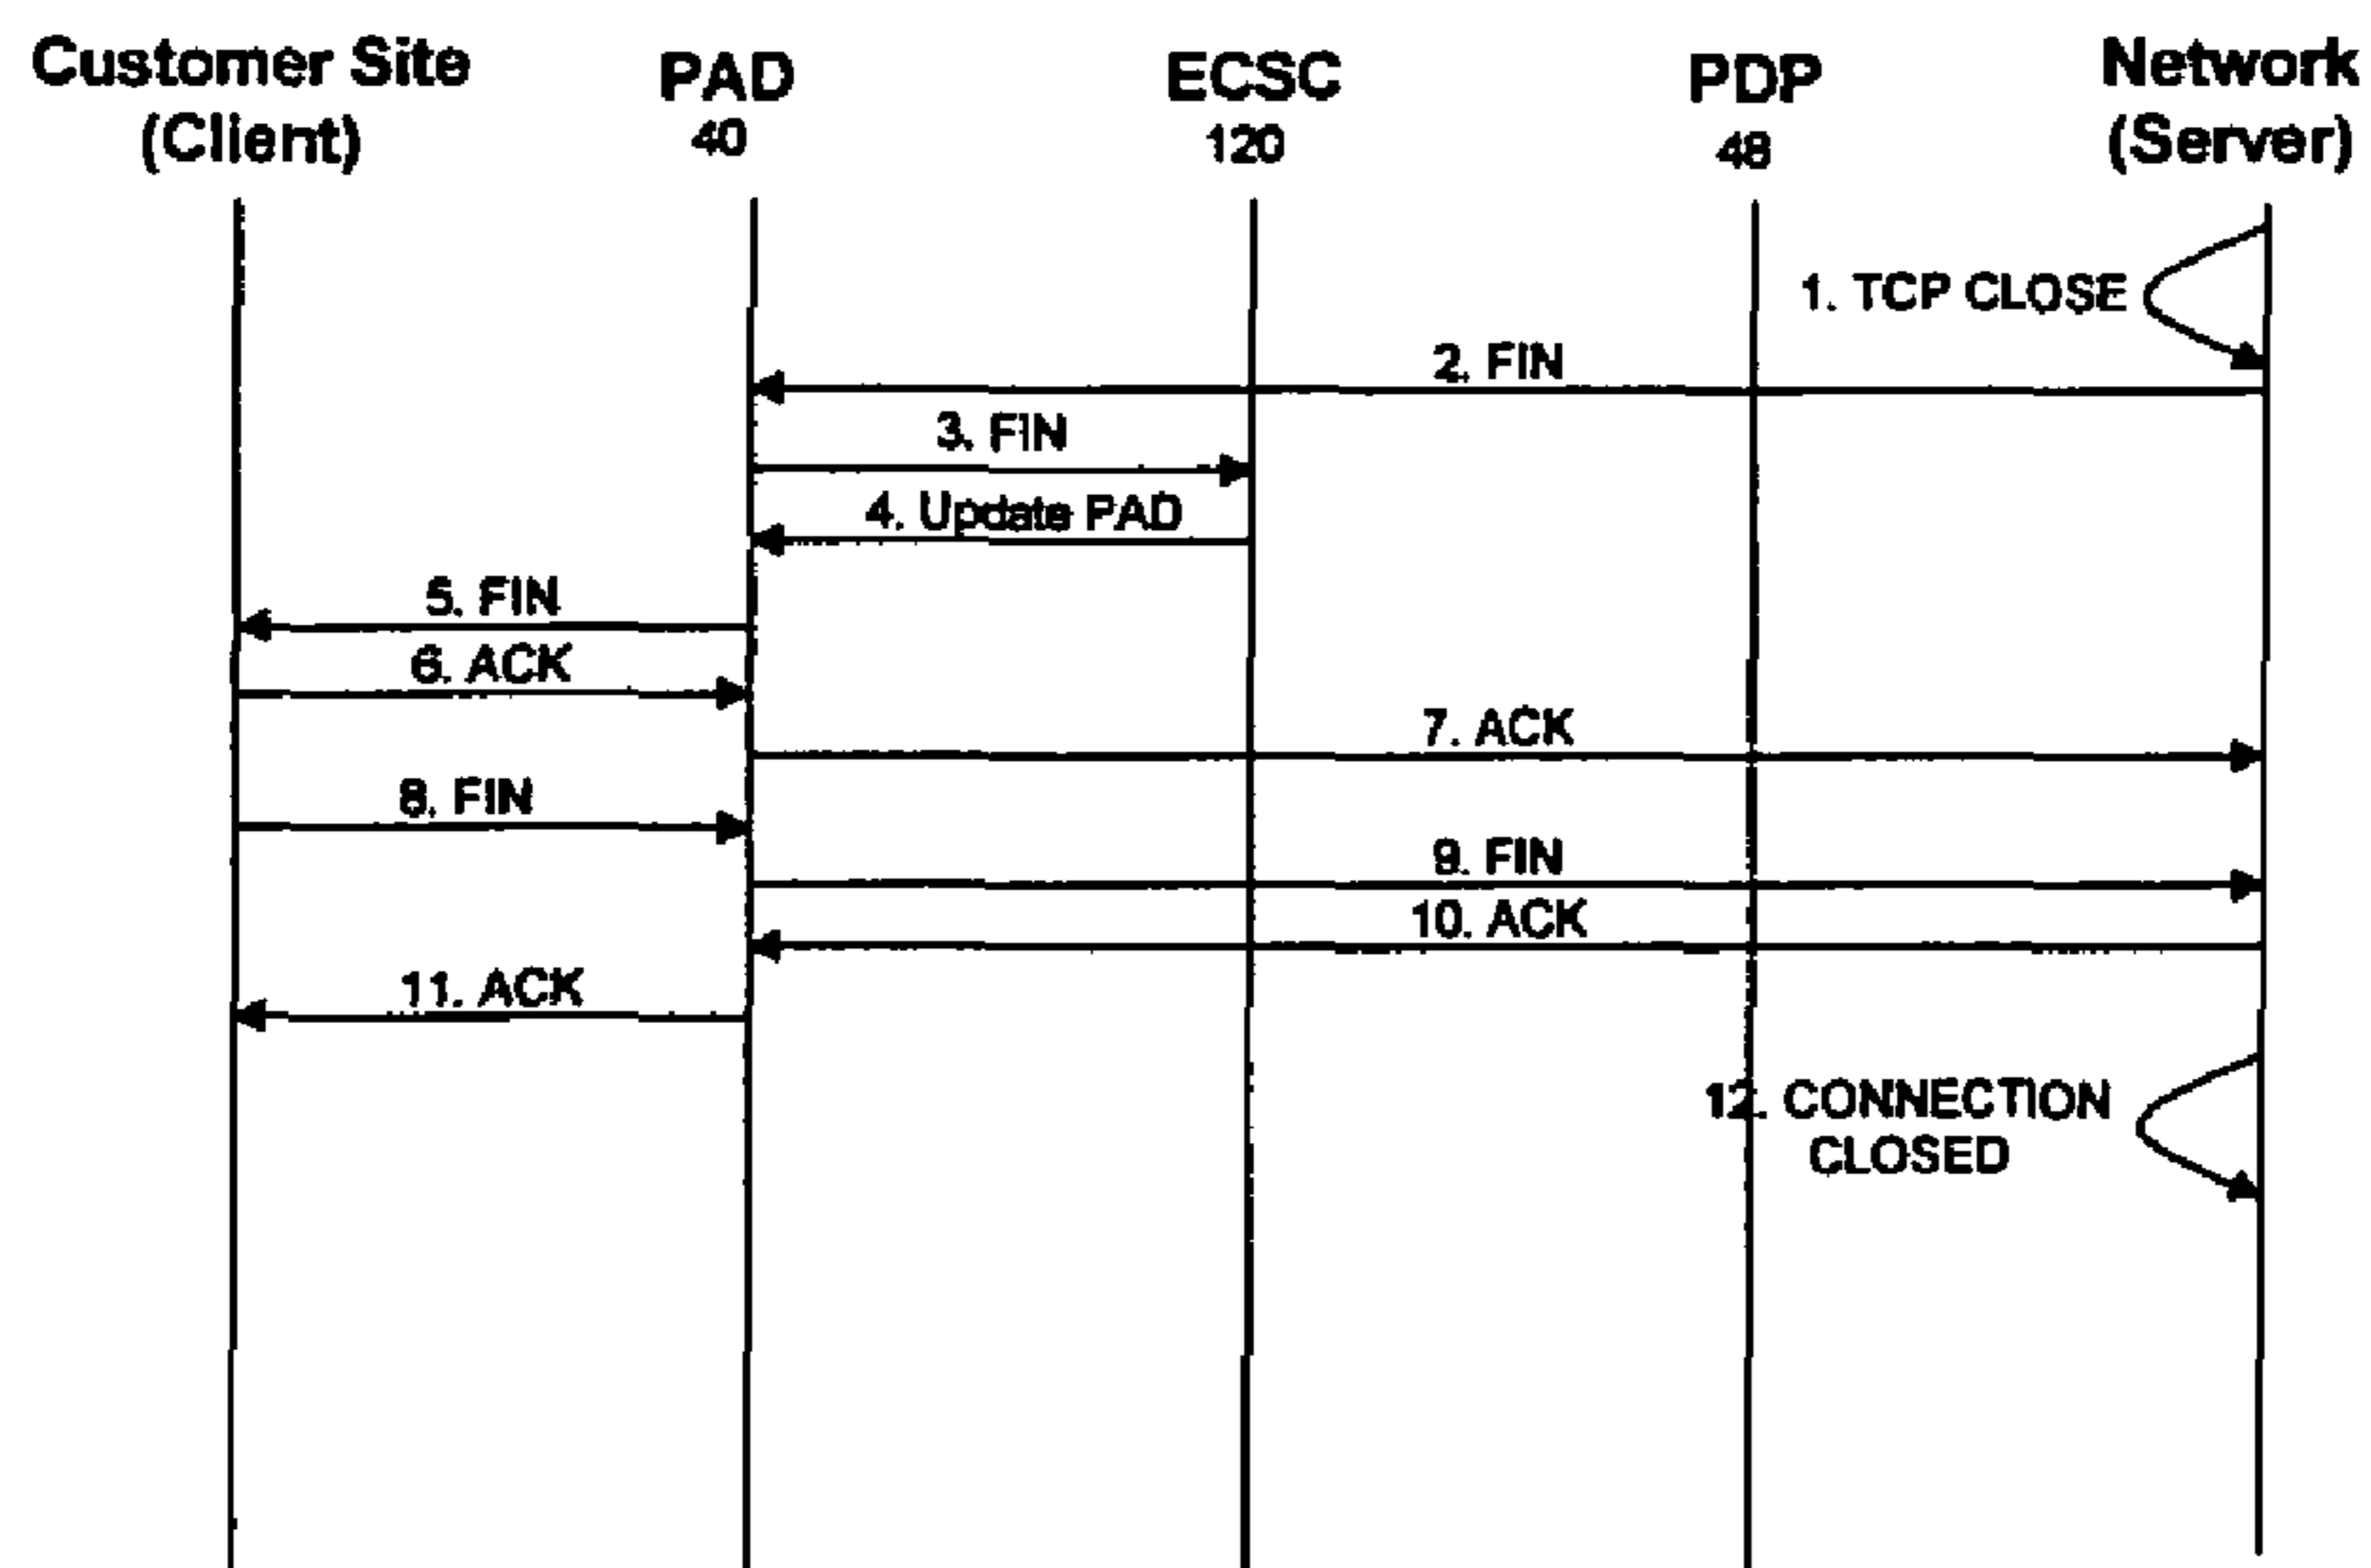 Customer Site
(Client)
PAD
40
ECSC
120
PDP
48
Network
(Server)
1. TCP CLOSE
2. FIN
3. FIN
4. Update PAD
5. FIN
6. ACK
7. ACK
8. FIN
9. FIN
10. ACK
11. ACK
12. CONNECTION
CLOSED